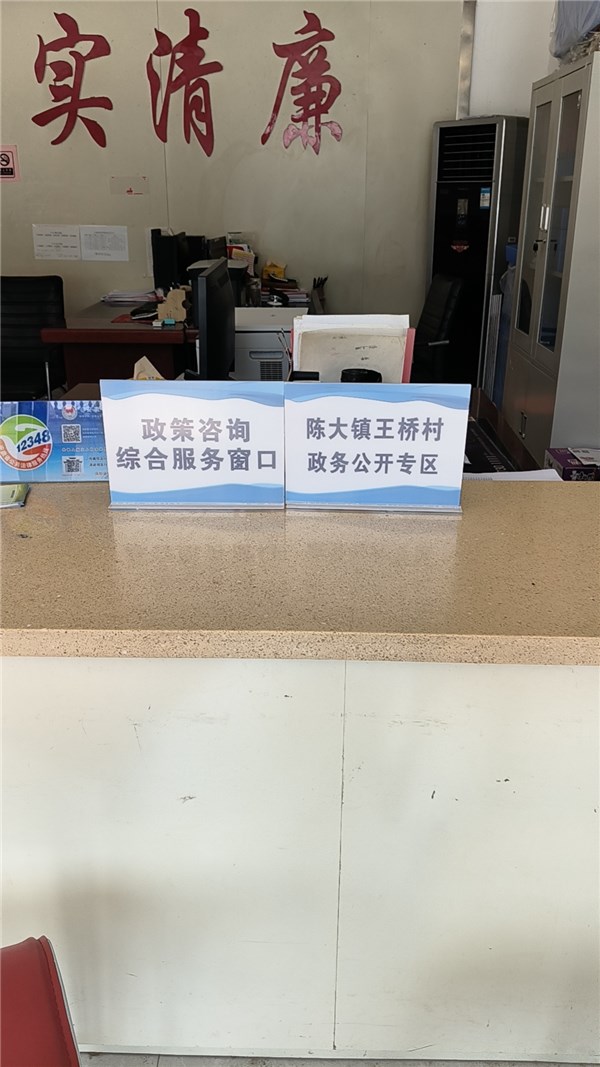 实清廉
12348
政策咨询
综合服务窗口
陈大镇王桥村
政务公开专区